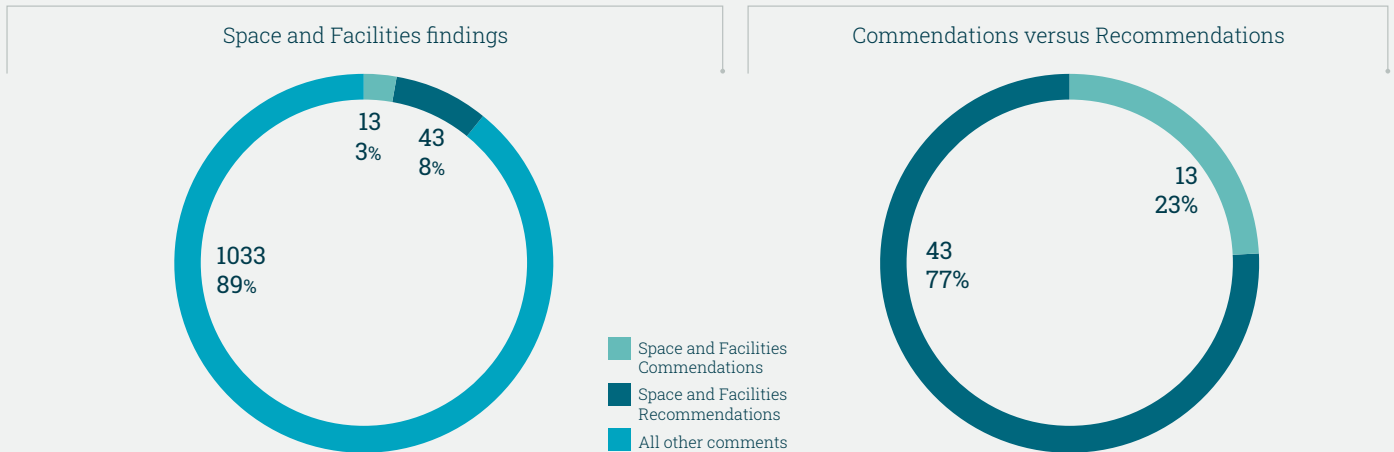 Space and Facilities findings
13
3%
43
8%
1033
89%
Space and Facilities
Commendations
Space and Facilities
Recommendations
All other comments
Commendations versus Recommendations
13
23%
43
77%